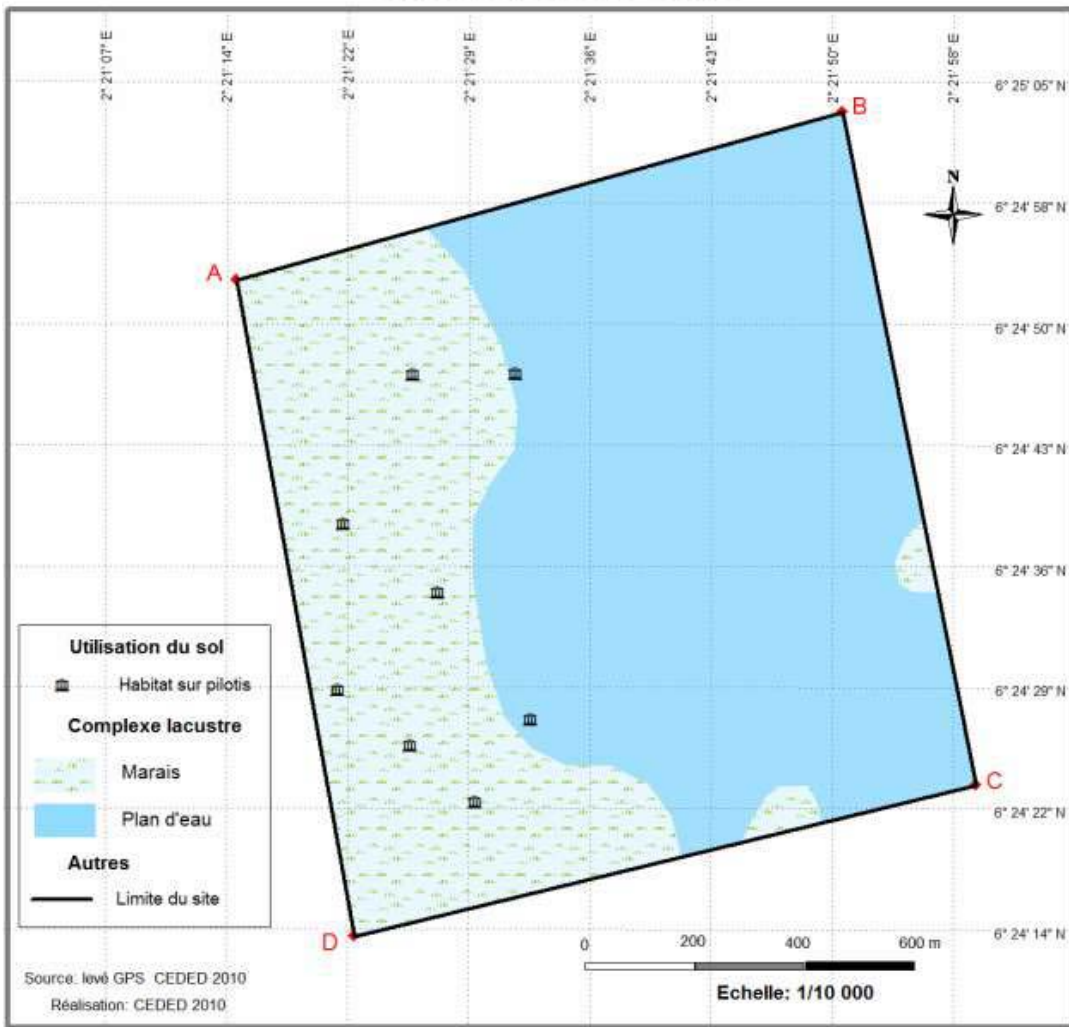 2° 21' 07" E
2° 21' 14" E
2° 21' 22" E
2° 21' 29" E
2° 21' 36" E
2° 21' 43" E
2° 21' 50" E
2° 21' 58" E
6° 25' 05" N
B
N
6° 24' 58" N
A
6° 24' 50" N
6° 24' 43" N
6° 24' 36" N
Utilisation du sol
Habitat sur pilotis
6° 24' 29" N
Complexe lacustre
Marais
C
Plan d'eau
6° 24' 22" N
Autres
Limite du site
D
6° 24' 14" N
0 200 400 600 m
Source: levé GPS CEDED 2010
Echelle: 1/10 000
Réalisation: CEDED 2010